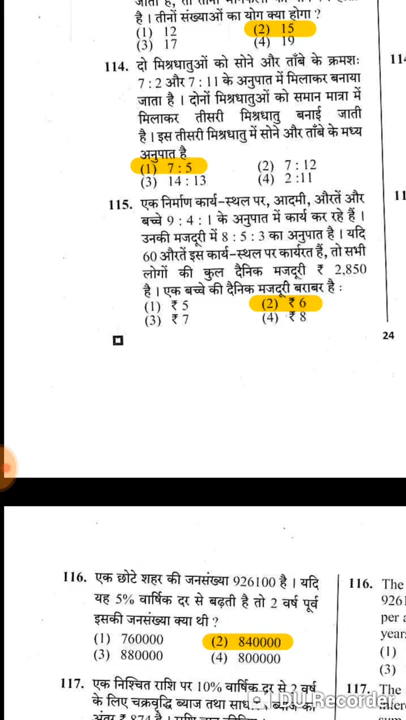 है । तीनों संख्याओं का योग क्या होगा ?
(1) 12 (2) 15
(3) 17 (4) 19
114. दो मिश्रधातुओं को सोने और ताँबे के क्रमशः
7 : 2 और 7 : 11 के अनुपात में मिलाकर बनाया
जाता है । दोनों मिश्रधातुओं को समान मात्रा में
मिलाकर तीसरी मिश्रधातु बनाई जाती
है । इस तीसरी मिश्रधातु में सोने और ताँबे के मध्य
अनुपात है
(1) 7 : 5 (2) 7 : 12
(3) 14 : 13 (4) 2 :11
115. एक निर्माण कार्य-स्थल पर, आदमी, औरतें और
बच्चे 9 : 4 : 1 के अनुपात में कार्य कर रहे हैं ।
उनकी मजदूरी में 8 : 5 : 3 का अनुपात है । यदि
60 औरतें इस कार्य-स्थल पर कार्यरत हैं, तो सभी
लोगों की कुल दैनिक मजदूरी ₹ 2,850
है । एक बच्चे की दैनिक मजदूरी बराबर है :
(1) ₹ 5 (2) ₹ 6
(3) ₹ 7 (4) ₹ 8
24
116. एक छोटे शहर की जनसंख्या 926100 है । यदि
यह 5% वार्षिक दर से बढ़ती है तो 2 वर्ष पूर्व
इसकी जनसंख्या क्या थी ?
(1) 760000 (2) 840000
(3) 880000 (4) 800000
117. एक निश्चित राशि पर 10% वार्षिक दर से 2 वर्ष
के लिए चक्रवृद्धि ब्याज तथा
116. The
per
(1)
(3)
117. The
DU Recorder